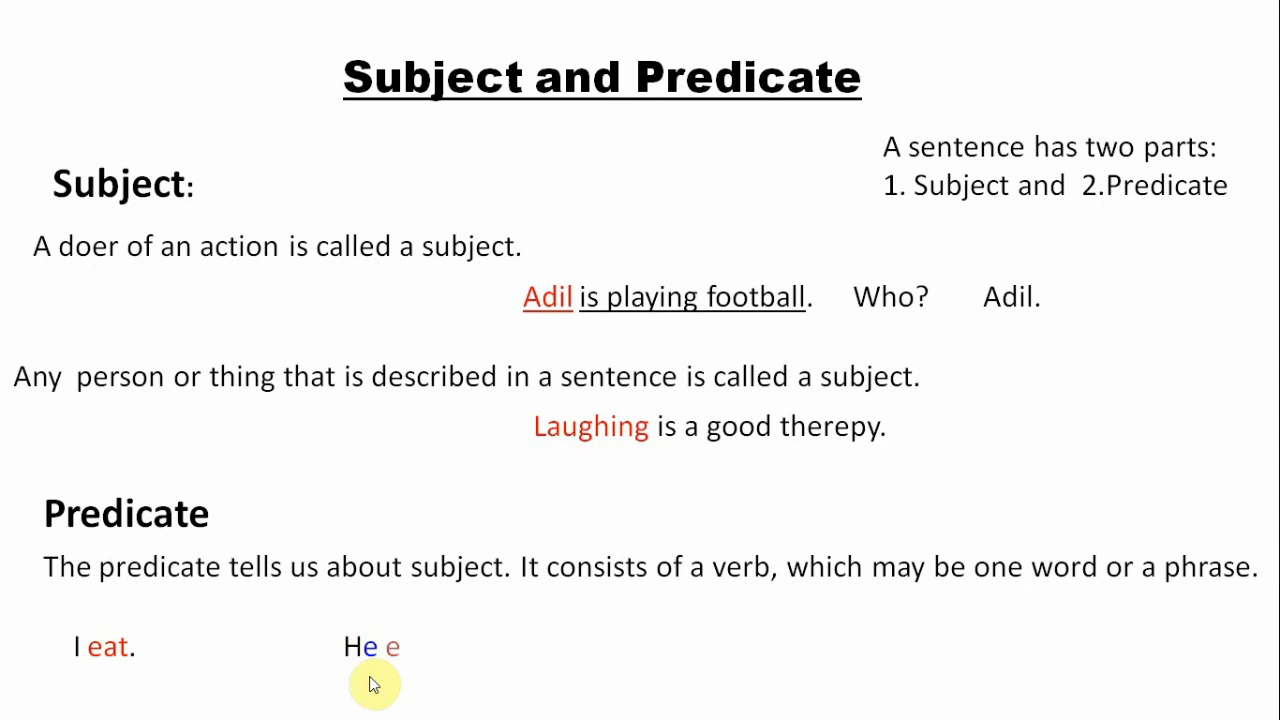 Subject and Predicate
A sentence has two parts:
1. Subject and 2.Predicate
Subject:
A doer of an action is called a subject.
Adil is playing football. Who? Adil.
Any person or thing that is described in a sentence is called a subject.
Laughing is a good therepy.
Predicate
The predicate tells us about subject. It consists of a verb, which may be one word or a phrase.
I eat. He e